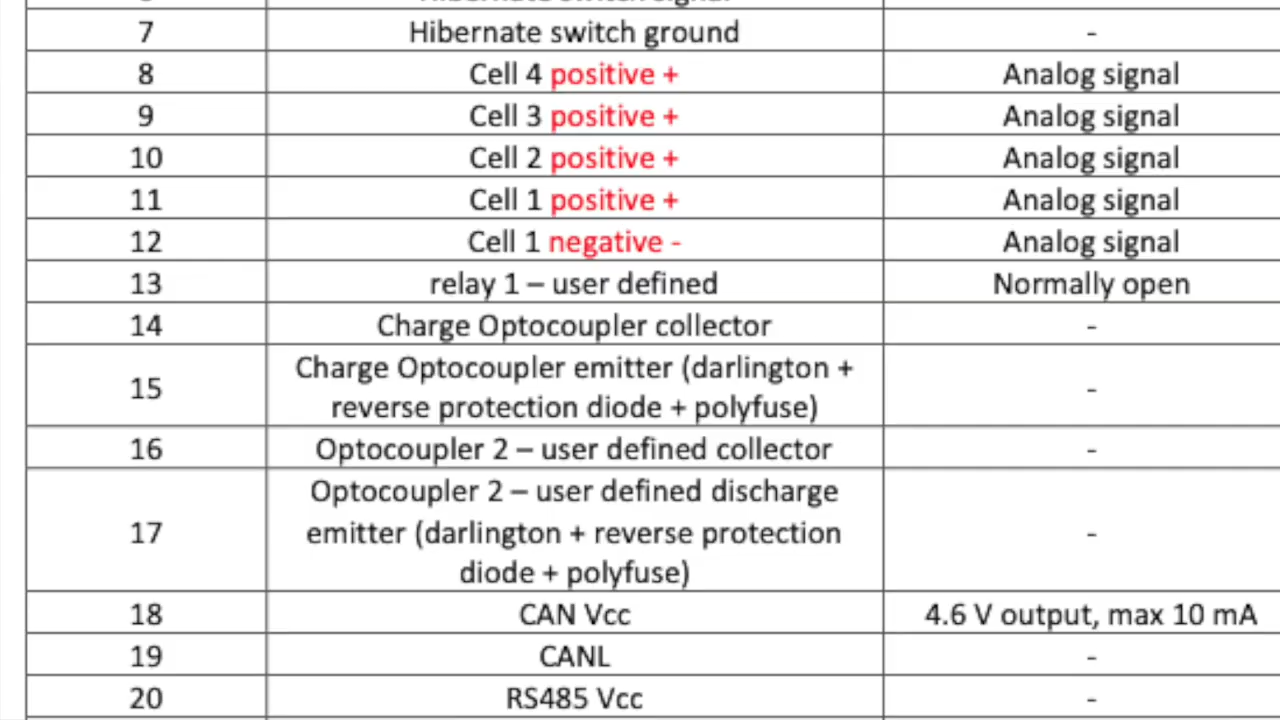 7 Hibernate switch ground -
8 Cell 4 positive + Analog signal
9 Cell 3 positive + Analog signal
10 Cell 2 positive + Analog signal
11 Cell 1 positive + Analog signal
12 Cell 1 negative - Analog signal
13 relay 1 – user defined Normally open
14 Charge Optocoupler collector -
15 Charge Optocoupler emitter (darlington + -
reverse protection diode + polyfuse)
16 Optocoupler 2 – user defined collector -
Optocoupler 2 – user defined discharge
17 emitter (darlington + reverse protection -
diode + polyfuse)
18 CAN Vcc 4.6 V output, max 10 mA
19 CANL -
20 RS485 Vcc -